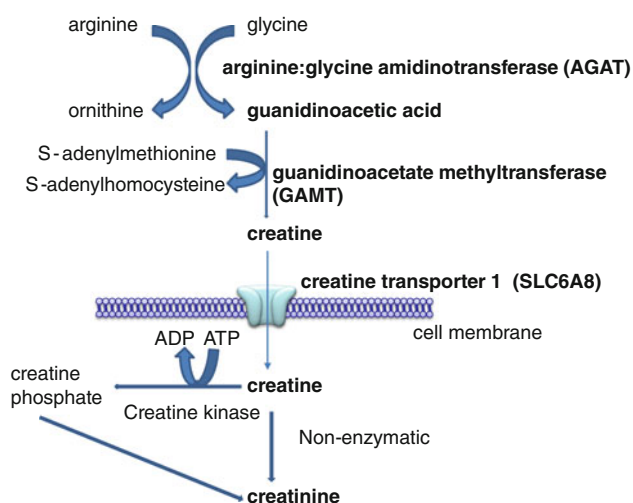 arginine
glycine
arginine:glycine amidinotransferase (AGAT)
ornithine
guanidinoacetic acid
S-adenylmethionine
S-adenylhomocysteine
guanidinoacetate methyltransferase
(GAMT)
creatine
creatine transporter 1 (SLC6A8)
cell membrane
ADP ATP
creatine
phosphate
creatine
Creatine kinase
Non-enzymatic
creatinine